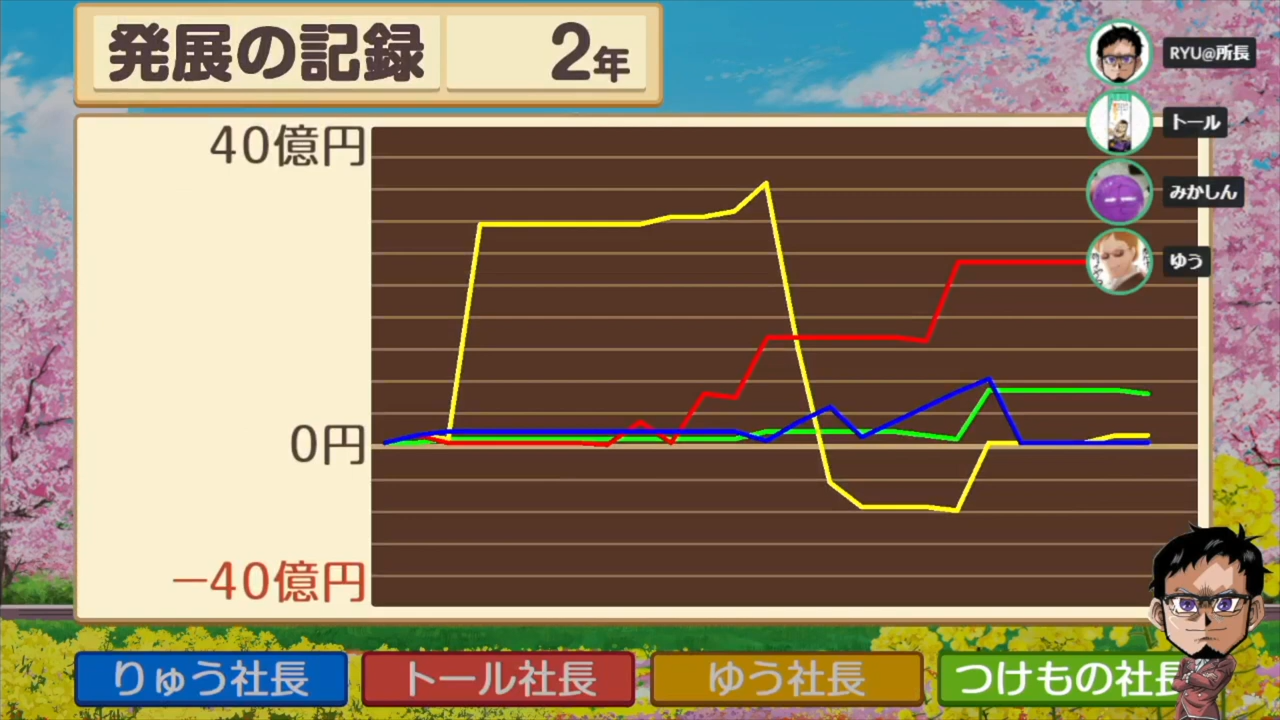 発展の記録
2年
RYU@所長
トール
みかしん
ゆう
40億円
0円
−40億円
りゅう社長
トール社長
ゆう社長
つけもの社長